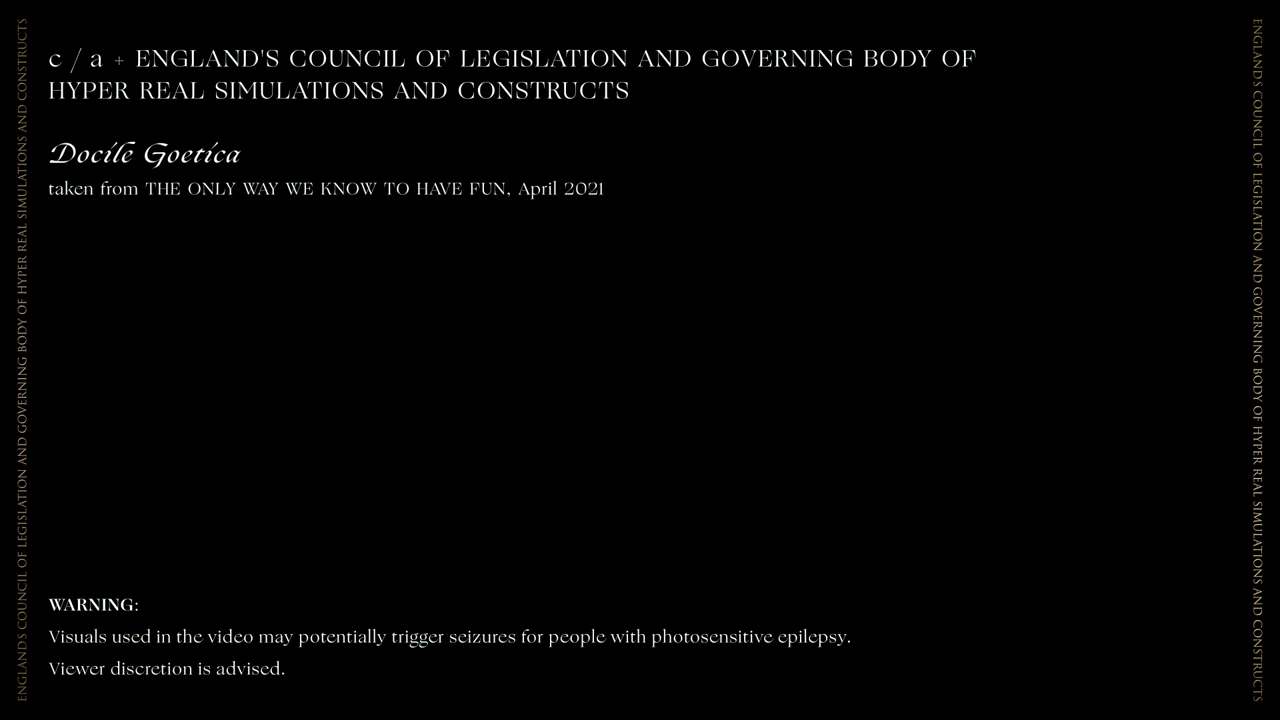 c / a + ENGLAND'S COUNCIL OF LEGISLATION AND GOVERNING BODY OF
HYPER REAL SIMULATIONS AND CONSTRUCTS
Docile Goetica
taken from THE ONLY WAY WE KNOW TO HAVE FUN, April 2021
WARNING:
Visuals used in the video may potentially trigger seizures for people with photosensitive epilepsy.
Viewer discretion is advised.
ENGLANDS COUNCIL OF LEGISLATION AND GOVERNING BODY OF HYPER REAL SIMULATIONS AND CONSTRUCTS
ENGLANDS COUNCIL OF LEGISLATION AND GOVERNING BODY OF HYPER REAL SIMULATIONS AND CONSTRUCTS